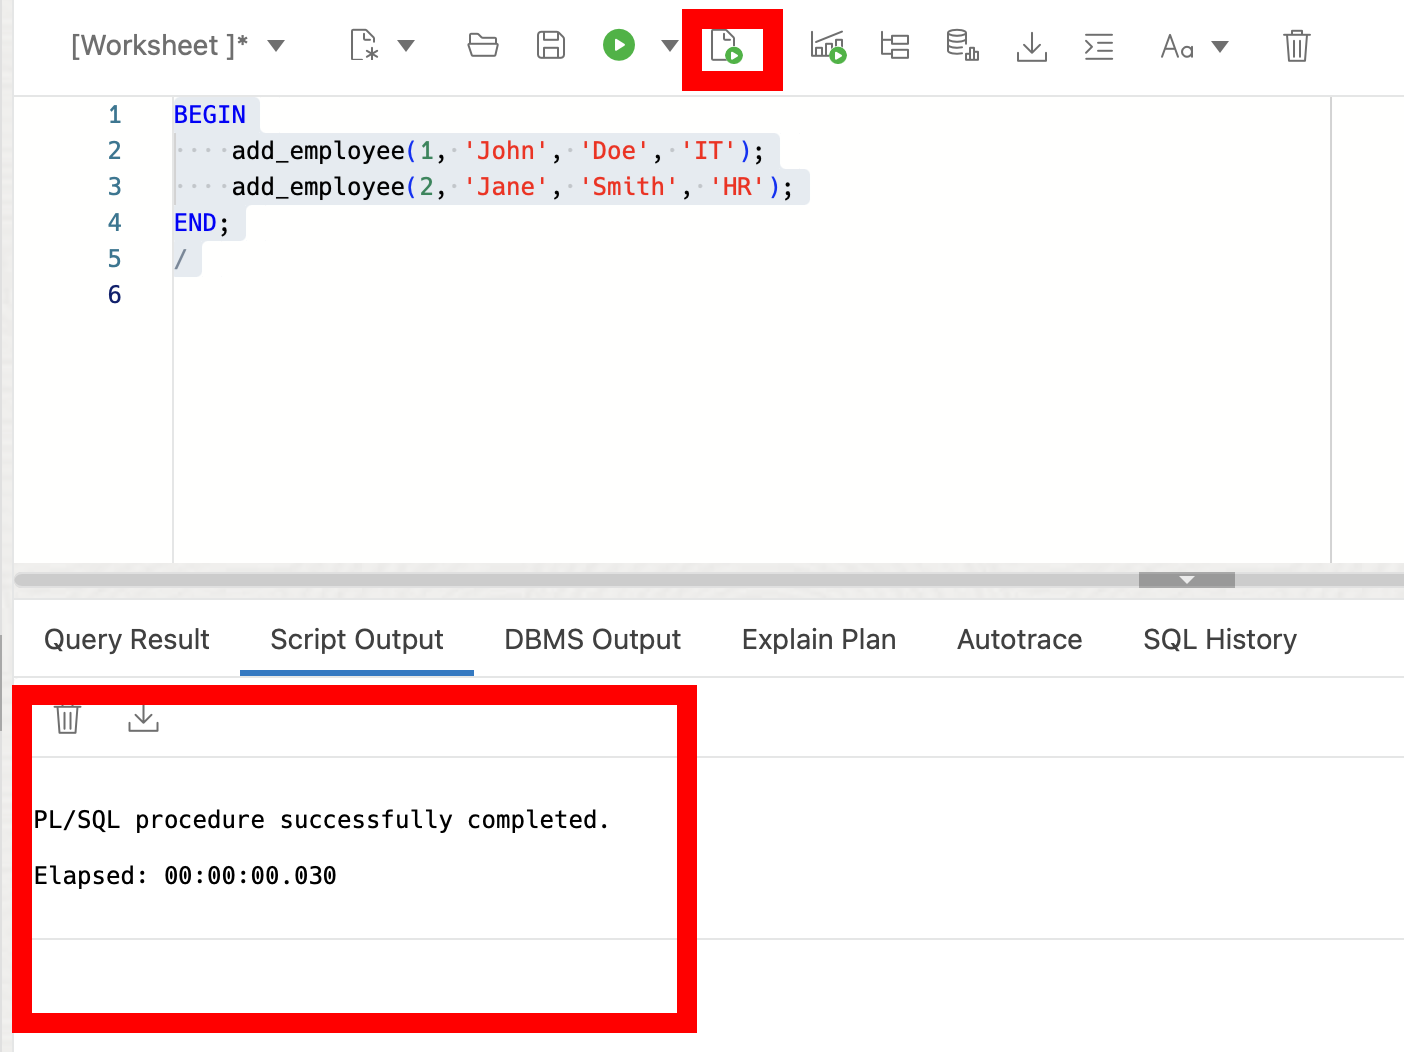 [Worksheet ]*
Aa
1 BEGIN
2 add_employee(1, 'John', 'Doe', 'IT');
3 add_employee(2, 'Jane', 'Smith', 'HR');
4 END;
5 /
6
Query Result Script Output DBMS Output Explain Plan Autotrace SQL History
PL/SQL procedure successfully completed.
Elapsed: 00:00:00.030